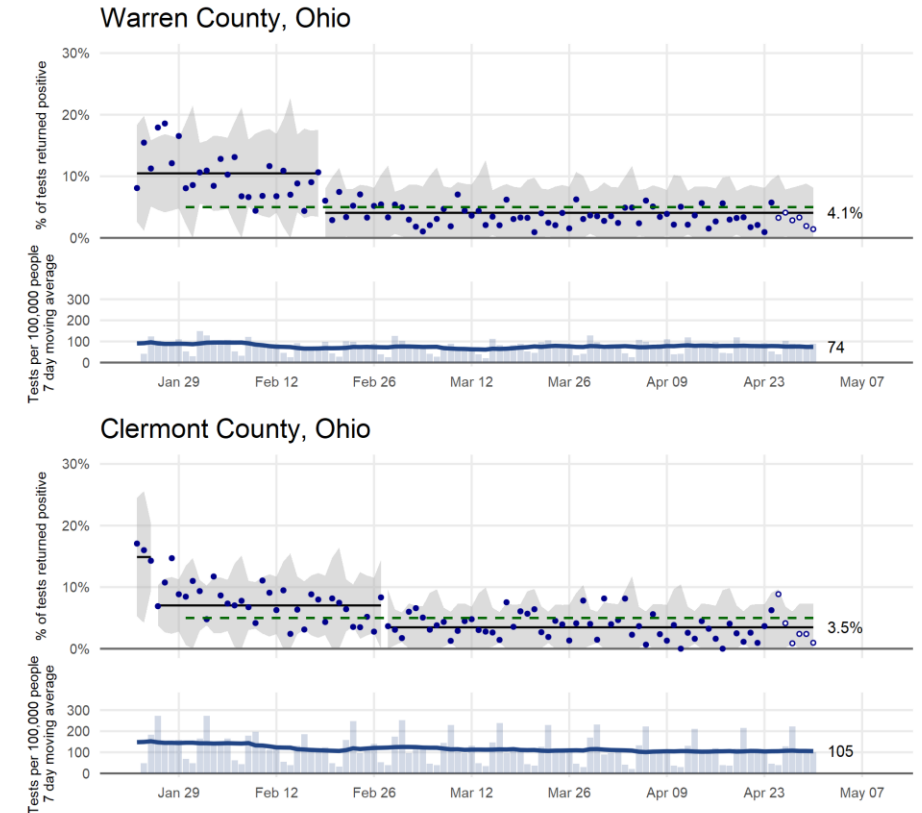 Warren County, Ohio
% of tests returned positive
30%
20%
10%
0%
4.1%
Tests per 100,000 people
7 day moving average
300
200
100
0
74
Jan 29 Feb 12 Feb 26 Mar 12 Mar 26 Apr 09 Apr 23 May 07
Clermont County, Ohio
% of tests returned positive
30%
20%
10%
0%
3.5%
Tests per 100,000 people
7 day moving average
300
200
100
0
105
Jan 29 Feb 12 Feb 26 Mar 12 Mar 26 Apr 09 Apr 23 May 07